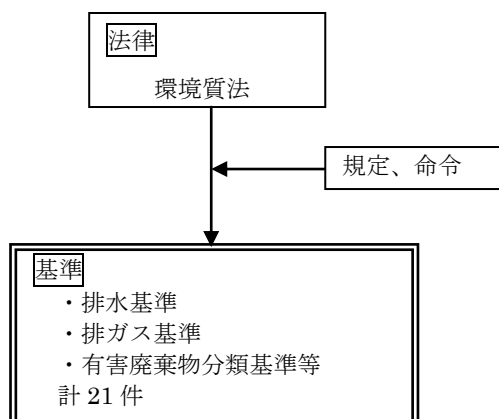 法律
環境質法
規定、命令
基準
・排水基準
・排ガス基準
・有害廃棄物分類基準等
計 21 件